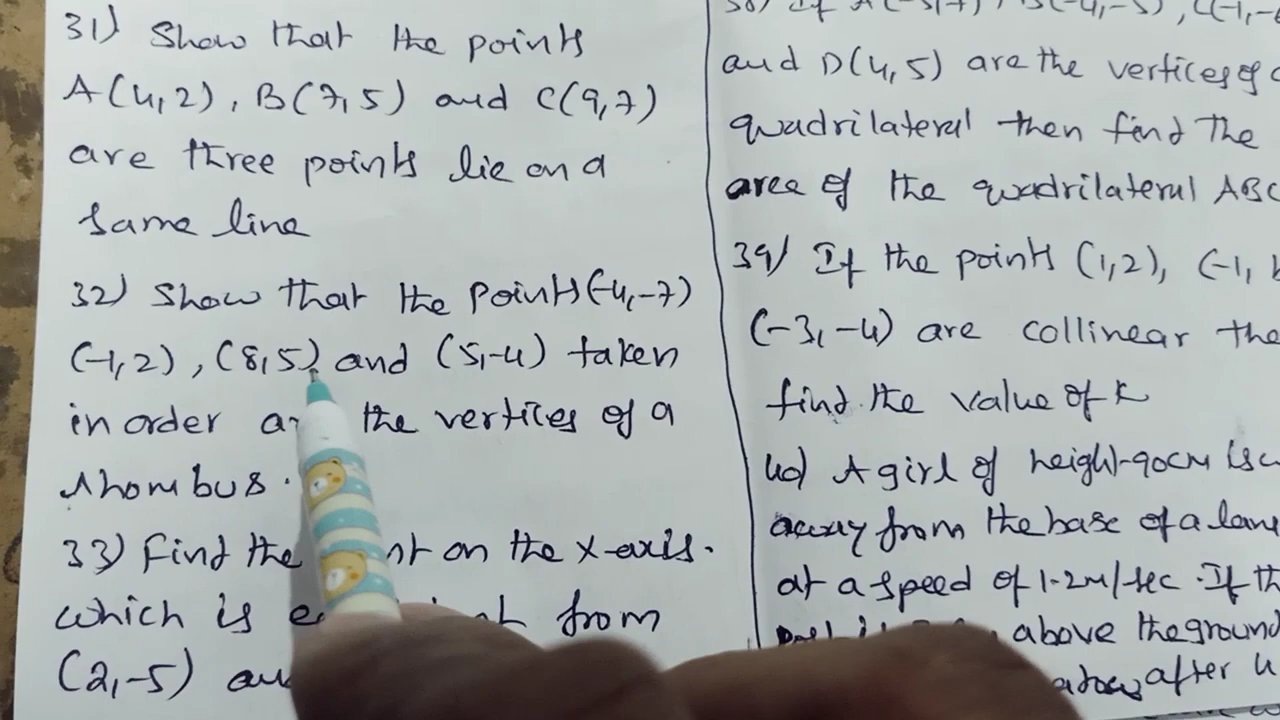 31) Show that the points
A(4,2), B(7,5) and C(9,7)
are three points lie on a
same line
32) Show that the points (-4,-7)
(-1,2), (8,5) and (5,-4) taken
in order the vertices of a
rhombus.
33) Find the on the x-axis.
which is from
(2,-5)
and D(4,5) are the vertices of
quadrilateral then find the
area of the quadrilateral ABC
39) If the points (1,2), (-1,
(-3,-4) are collinear the
find the value of k
40) A girl of height 90cm is
away from the base of a lam
at a speed of 1.2m/sec. If th
above the ground
after 4